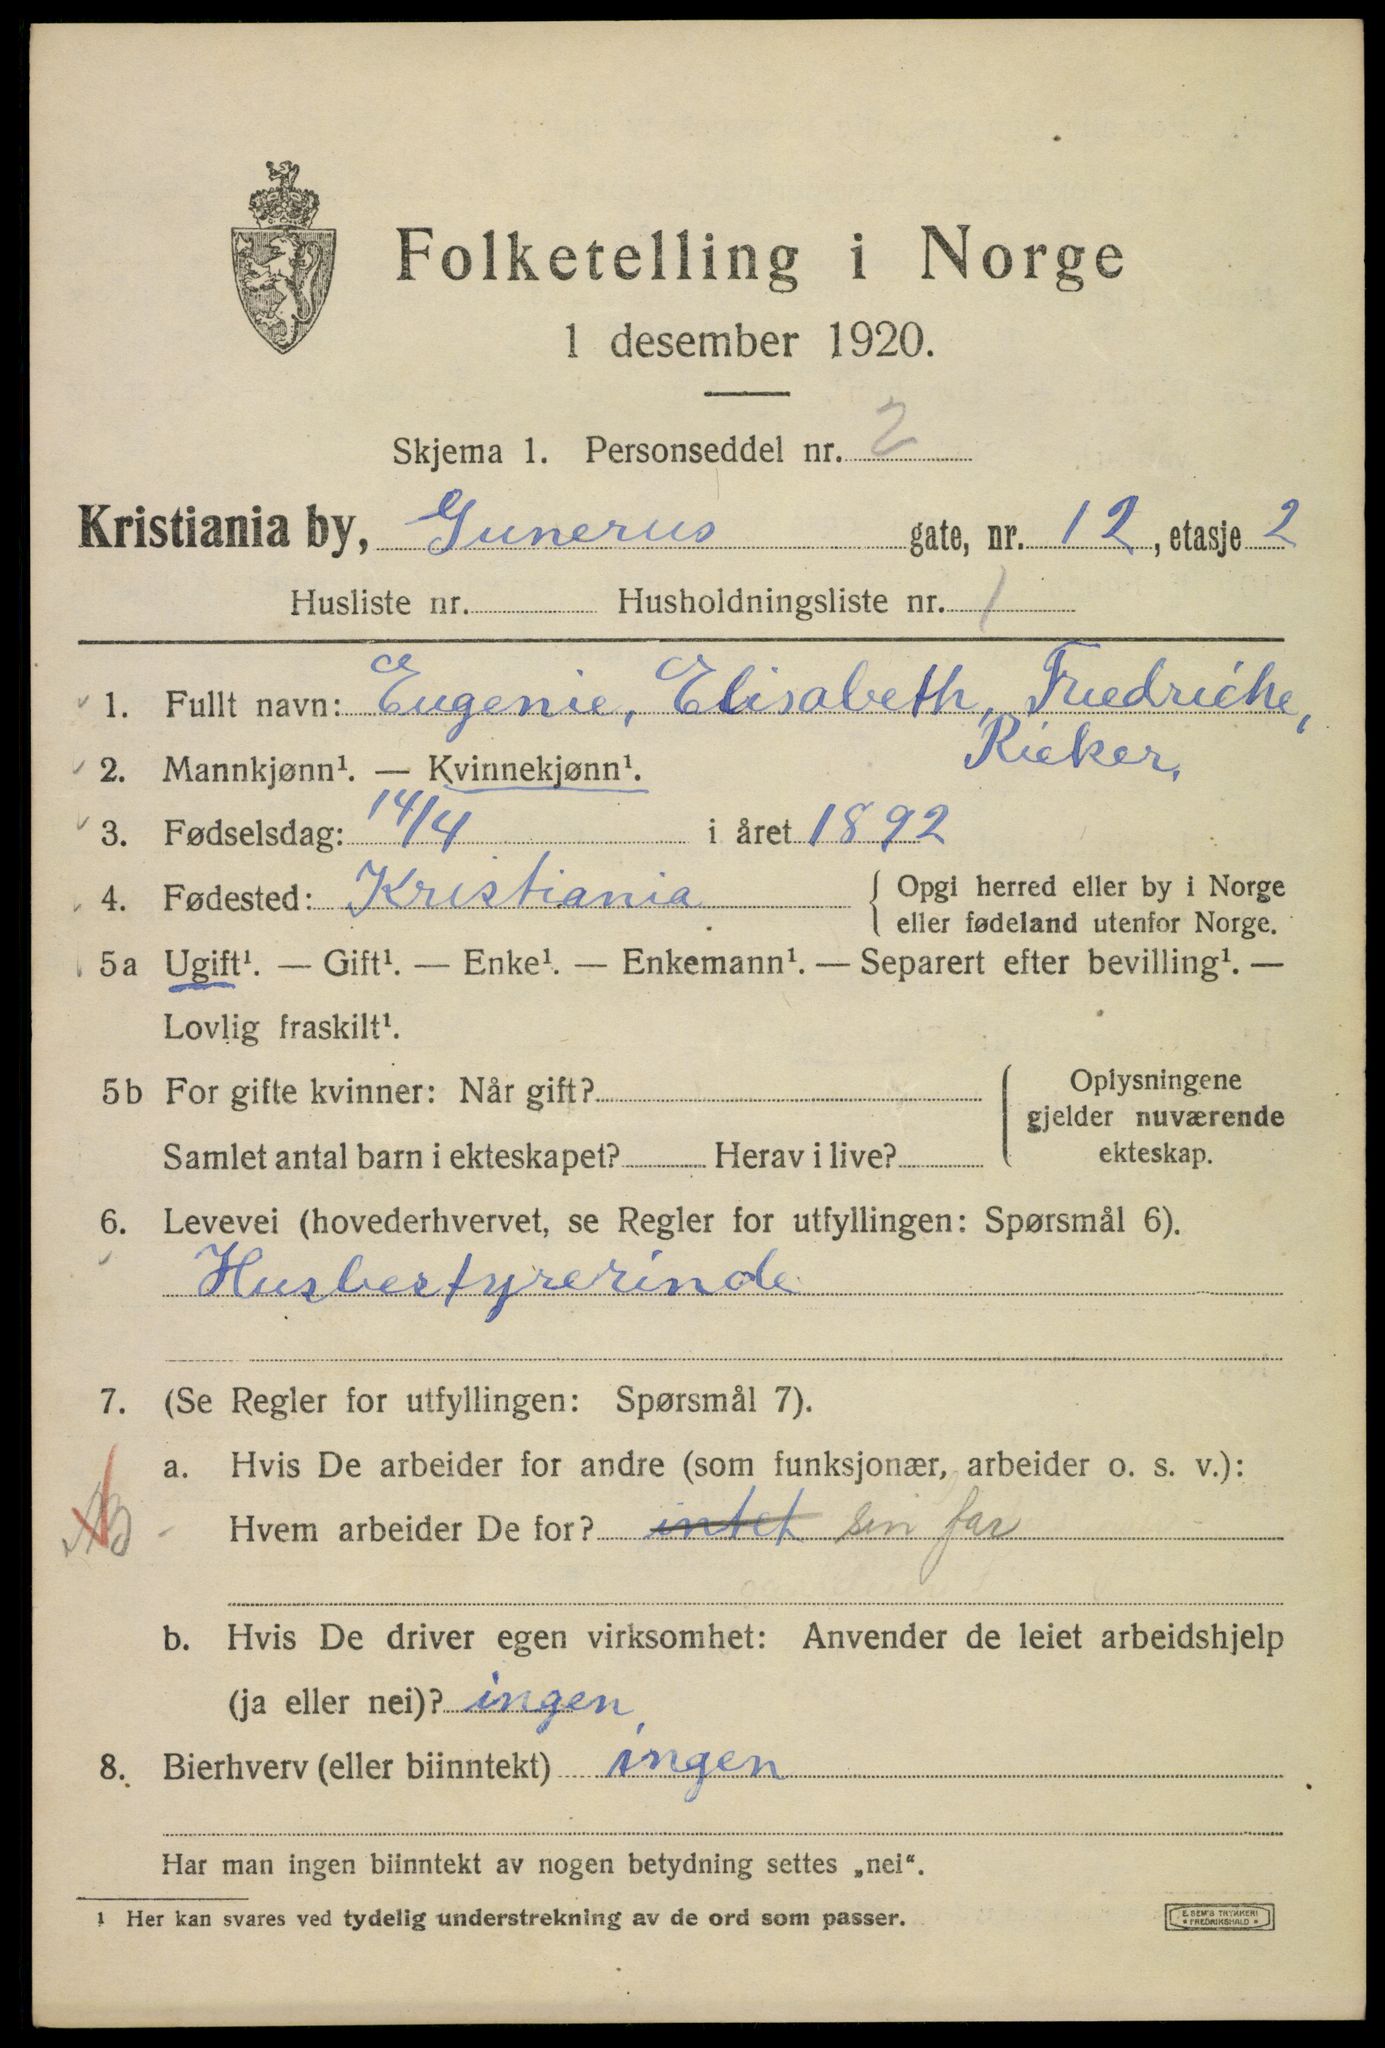 Folketelling i Norge
1 desember 1920.
Skjema 1. Personseddel nr. 2
Kristiania by, Gunerus gate, nr. 12, etasje 2
Husliste nr. Husholdningsliste nr. 1
1. Fullt navn: Eugenie, Elisabeth, Friedriche,
Rieker,
2. Mannkjønn¹. — Kvinnekjønn¹.
3. Fødselsdag: 14/4 i året 1892
4. Fødested: Kristiania { Opgi herred eller by i Norge
eller fødeland utenfor Norge.
5a Ugift¹. — Gift¹. — Enke¹. — Enkemann¹. — Separert efter bevilling¹. —
Lovlig fraskilt¹.
5b For gifte kvinner: Når gift? Oplysningene
gjelder nuværende
Samlet antal barn i ekteskapet? Herav i live? ekteskap.
6. Levevei (hovederhvervet, se Regler for utfyllingen: Spørsmål 6).
Husbestyrerinde
7. (Se Regler for utfyllingen: Spørsmål 7).
a. Hvis De arbeider for andre (som funksjonær, arbeider o. s. v.):
Hvem arbeider De for? intet sin far
b. Hvis De driver egen virksomhet: Anvender de leiet arbeidshjelp
(ja eller nei)? ingen,
8. Bierhverv (eller biinntekt) ingen
Har man ingen biinntekt av nogen betydning settes „nei“.
1 Her kan svares ved tydelig understrekning av de ord som passer.
E. SEM'S TRYKKERI
* FREDRIKSHALD *